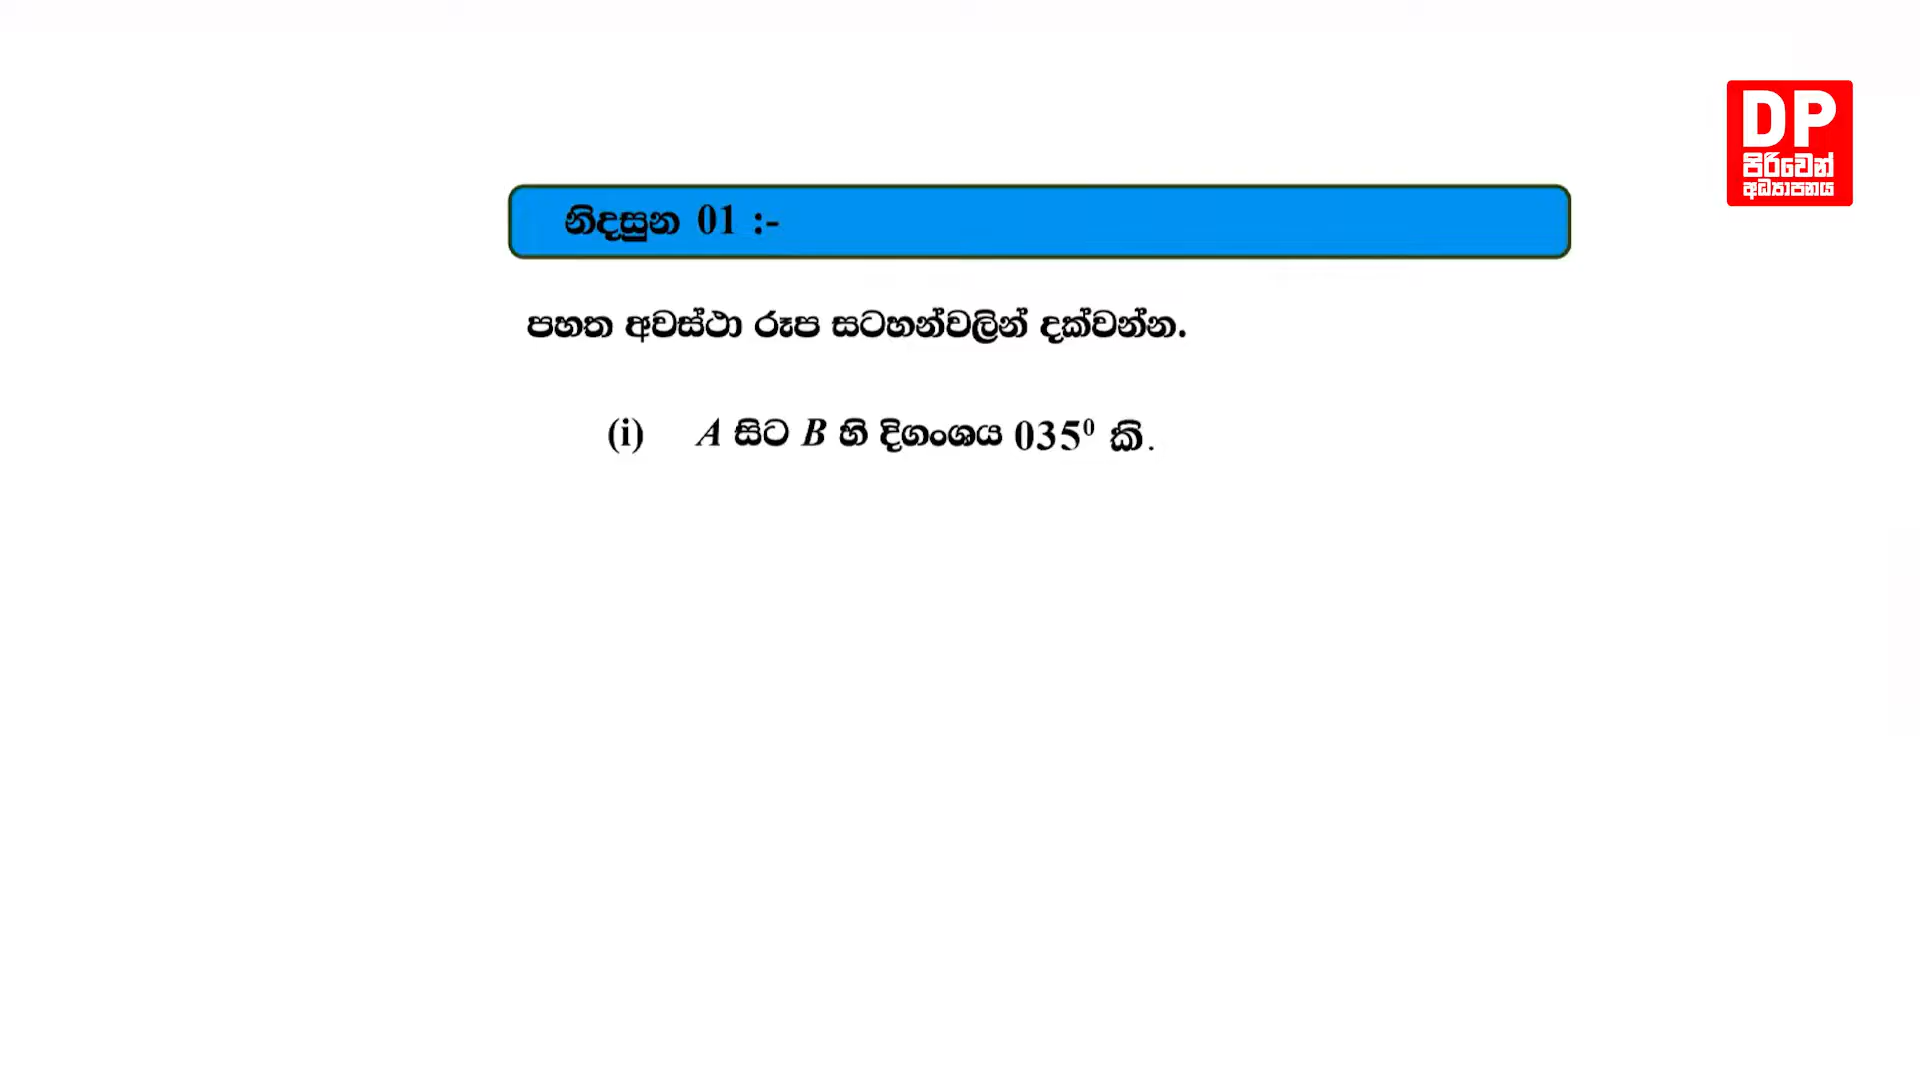 DP
පිරිවෙන්
අධ්‍යාපනය
නිදසුන 01 :-
පහත අවස්ථා රූප සටහන්වලින් දක්වන්න.
(i) A සිට B හි දිගංශය 035⁰ කි.